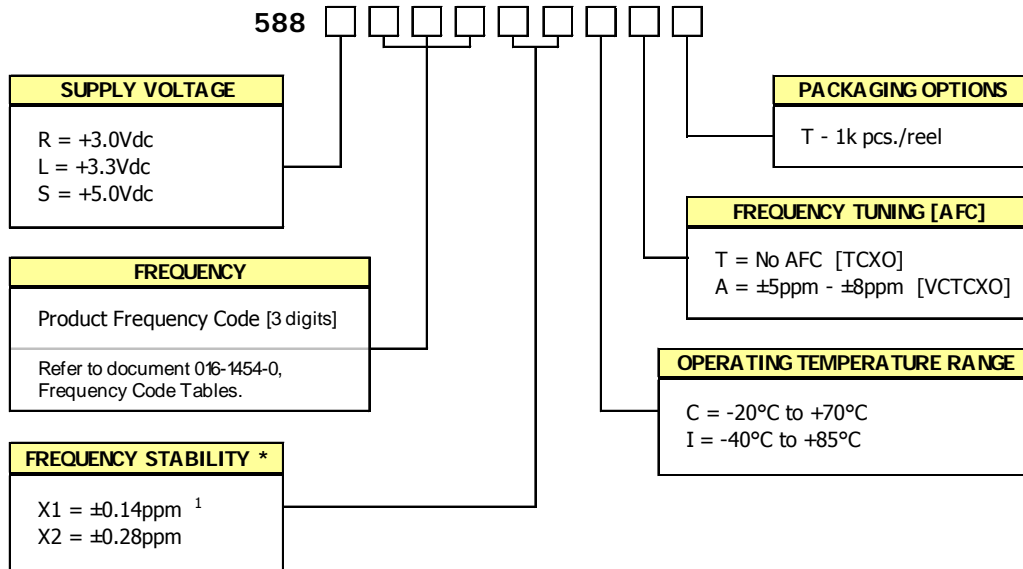 588
SUPPLY VOLTAGE
R = +3.0Vdc
L = +3.3Vdc
S = +5.0Vdc
FREQUENCY
Product Frequency Code [3 digits]
Refer to document 016-1454-0,
Frequency Code Tables.
FREQUENCY STABILITY *
X1 = ±0.14ppm 1
X2 = ±0.28ppm
PACKAGING OPTIONS
T - 1k pcs./reel
FREQUENCY TUNING [AFC]
T = No AFC [TCXO]
A = ±5ppm - ±8ppm [VCTCXO]
OPERATING TEMPERATURE RANGE
C = -20°C to +70°C
I = -40°C to +85°C